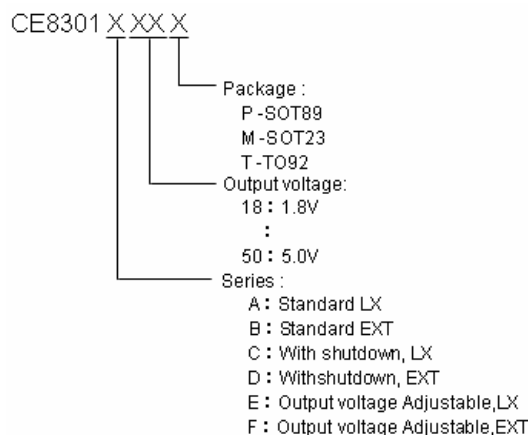 CE8301 X XX X
Package :
P -SOT89
M -SOT23
T -TO92
Output voltage:
18 : 1.8V
:
50 : 5.0V
Series :
A : Standard LX
B : Standard EXT
C : With shutdown, LX
D : Withshutdown, EXT
E : Output voltage Adjustable,LX
F : Output voltage Adjustable,EXT